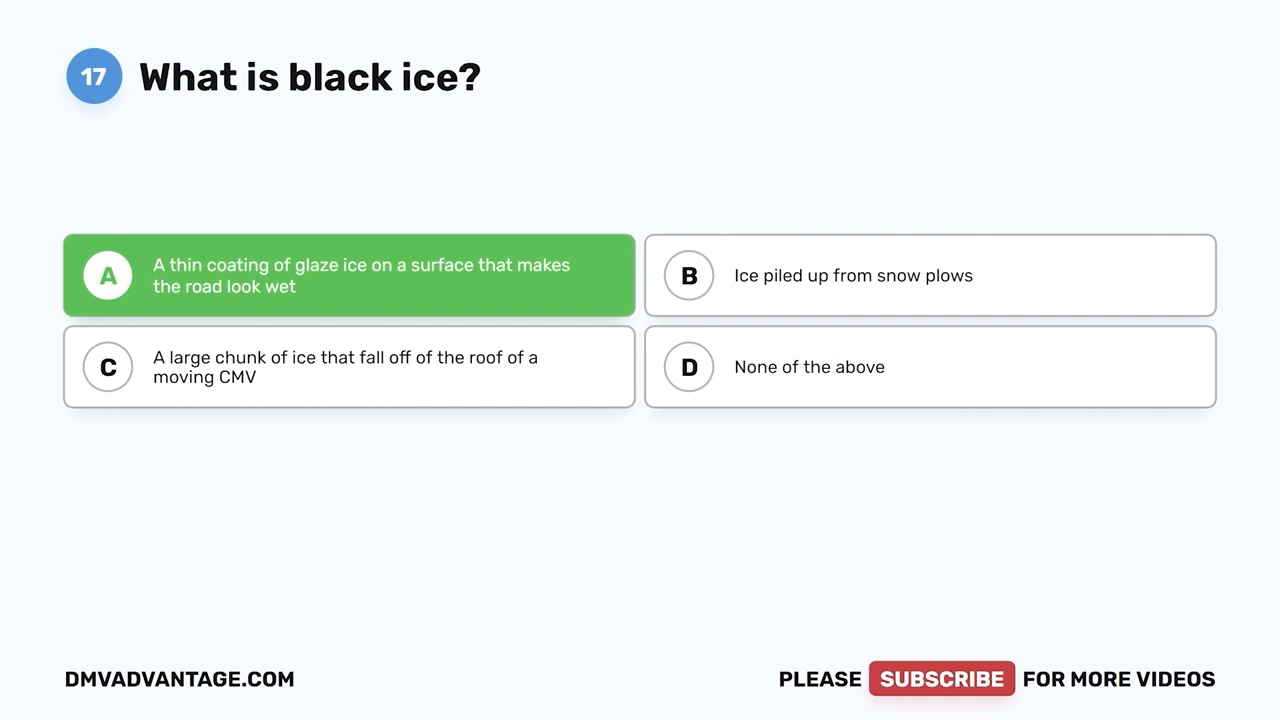 17
What is black ice?
A
A thin coating of glaze ice on a surface that makes
the road look wet
B
Ice piled up from snow plows
C
A large chunk of ice that fall off of the roof of a
moving CMV
D
None of the above
DMVADVANTAGE.COM
PLEASE SUBSCRIBE FOR MORE VIDEOS